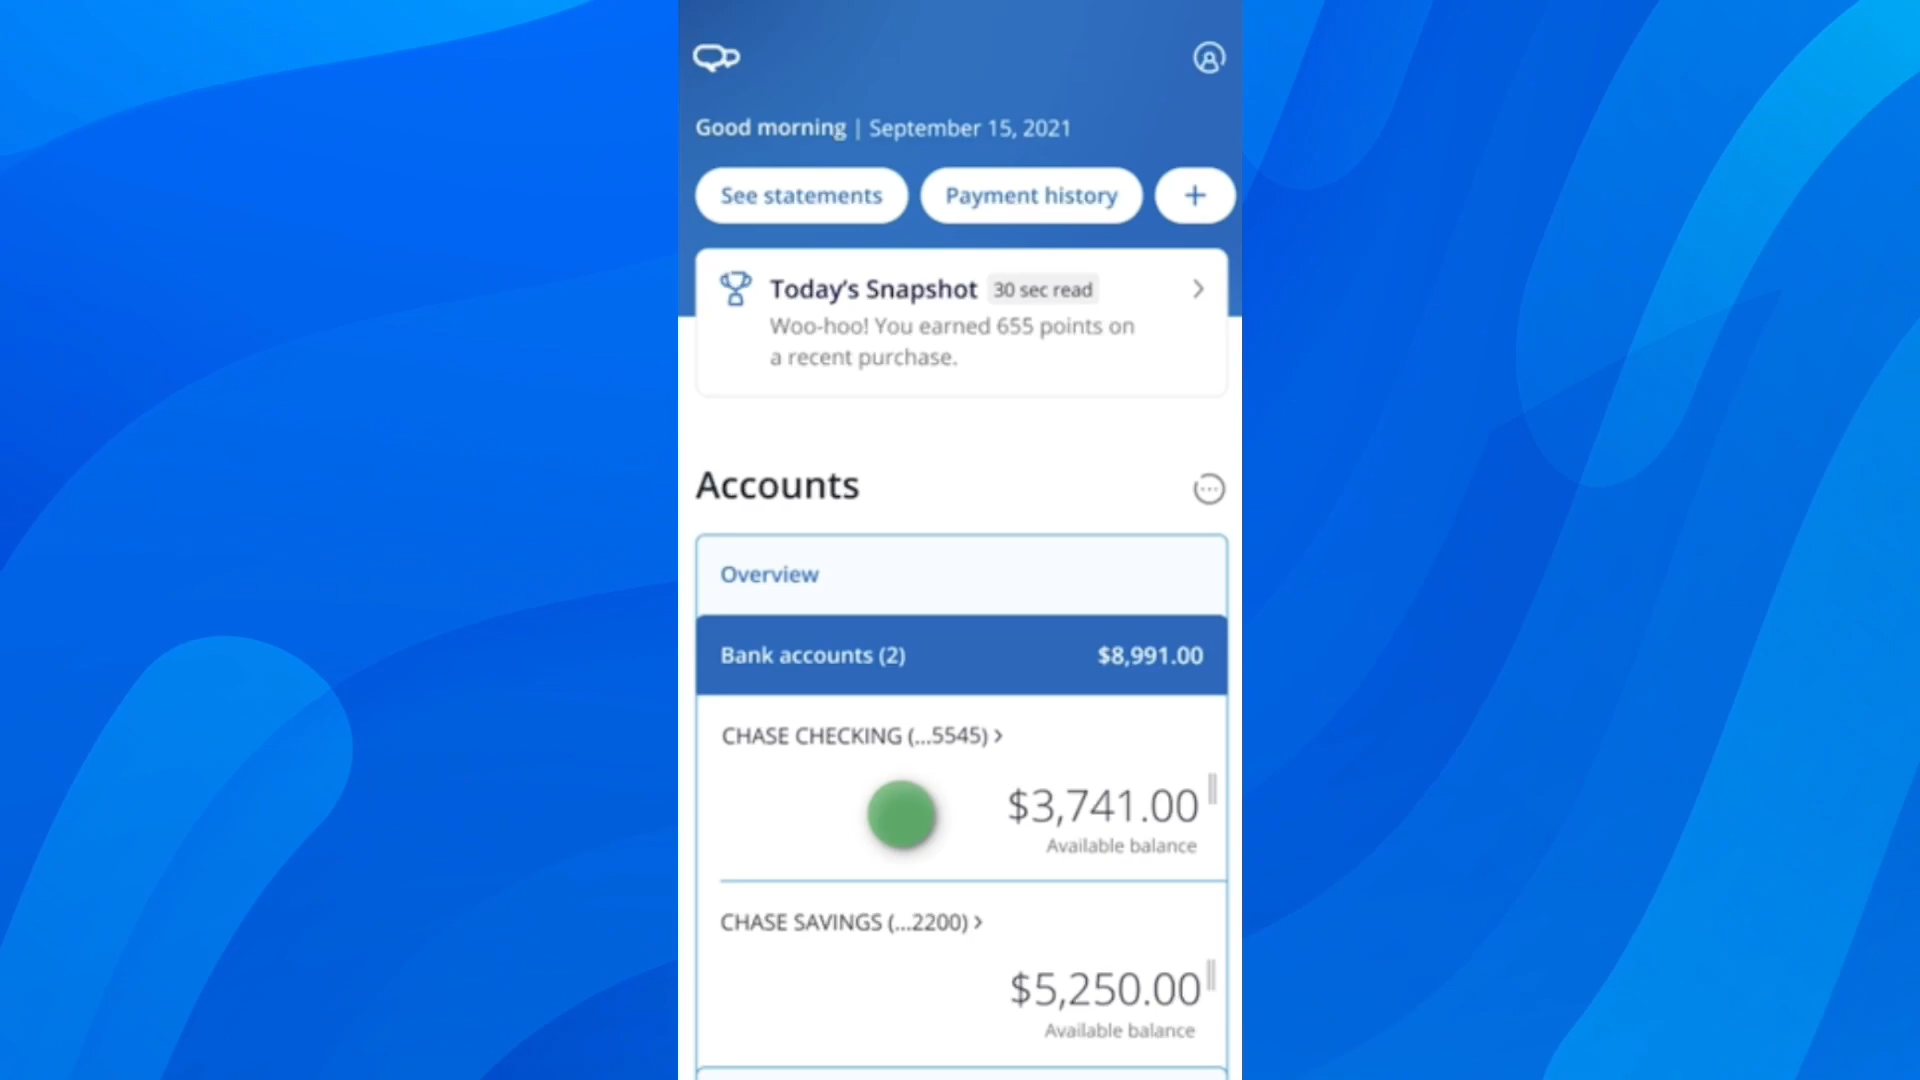 Good morning | September 15, 2021
See statements
Payment history
Today's Snapshot 30 sec read
Woo-hoo! You earned 655 points on
a recent purchase.
Accounts
Overview
Bank accounts (2) $8,991.00
CHASE CHECKING (...5545)
$3,741.00
Available balance
CHASE SAVINGS (...2200)
$5,250.00
Available balance